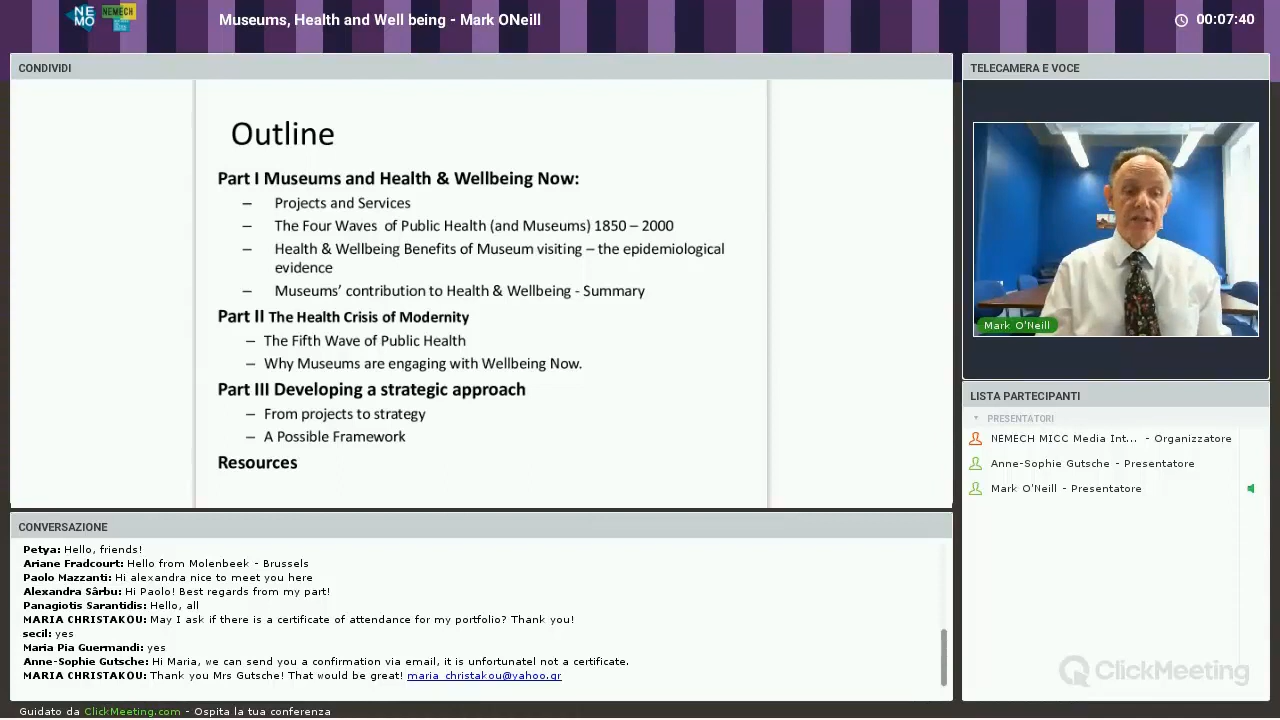 NE
MO
NEMECH
Museums, Health and Well being - Mark ONeill
00:07:40
CONDIVIDI
Outline
Part I Museums and Health & Wellbeing Now:
– Projects and Services
– The Four Waves of Public Health (and Museums) 1850 – 2000
– Health & Wellbeing Benefits of Museum visiting – the epidemiological
evidence
– Museums' contribution to Health & Wellbeing - Summary
Part II The Health Crisis of Modernity
– The Fifth Wave of Public Health
– Why Museums are engaging with Wellbeing Now.
Part III Developing a strategic approach
– From projects to strategy
– A Possible Framework
Resources
TELECAMERA E VOCE
Mark O'Neill
LISTA PARTECIPANTI
PRESENTATORI
NEMECH MICC Media Int... - Organizzatore
Anne-Sophie Gutsche - Presentatore
Mark O'Neill - Presentatore
ClickMeeting
CONVERSAZIONE
Petya: Hello, friends!
Ariane Fradcourt: Hello from Molenbeek - Brussels
Paolo Mazzanti: Hi alexandra nice to meet you here
Alexandra Sârbu: Hi Paolo! Best regards from my part!
Panagiotis Sarantidis: Hello, all
MARIA CHRISTAKOU: May I ask if there is a certificate of attendance for my portfolio? Thank you!
secil: yes
Maria Pia Guermandi: yes
Anne-Sophie Gutsche: Hi Maria, we can send you a confirmation via email, it is unfortunatel not a certificate.
MARIA CHRISTAKOU: Thank you Mrs Gutsche! That would be great! maria_christakou@yahoo.gr
Guidato da ClickMeeting.com - Ospita la tua conferenza